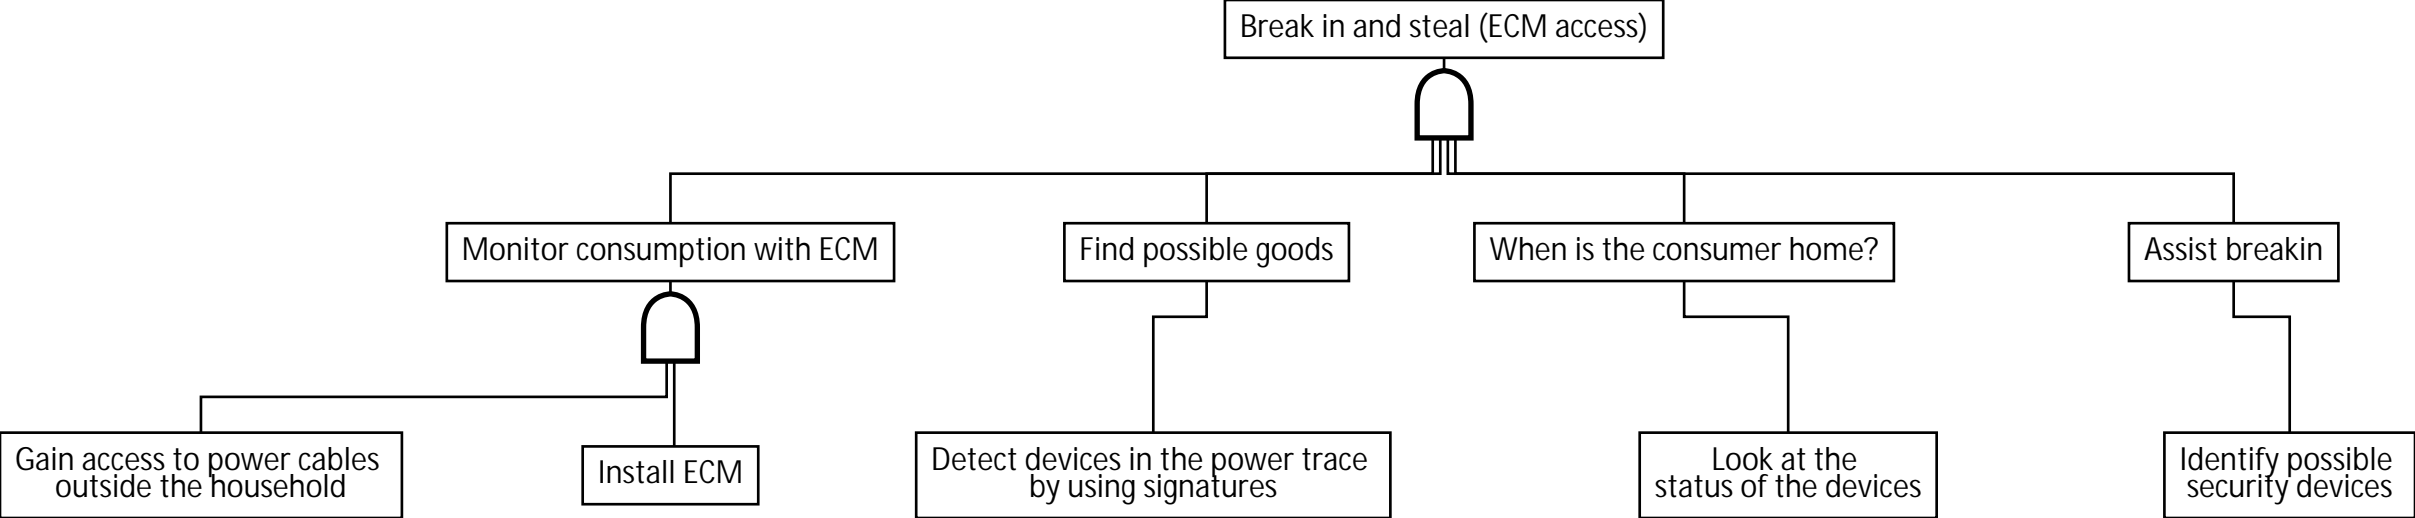 Break in and steal (ECM access)
Monitor consumption with ECM
Find possible goods
When is the consumer home?
Assist breakin
Gain access to power cables
outside the household
Install ECM
Detect devices in the power trace
by using signatures
Look at the
status of the devices
Identify possible
security devices